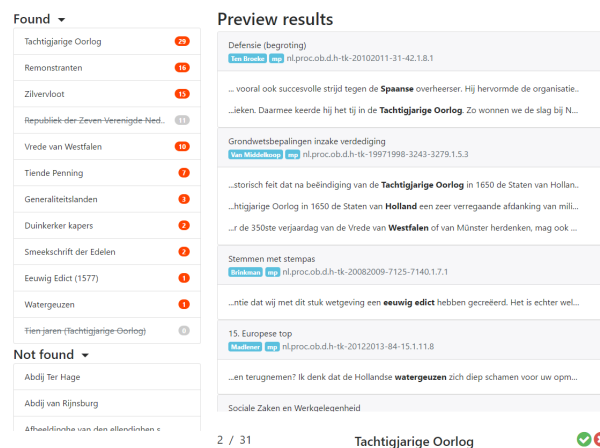 Found
Tachtigjarige Oorlog 29
Remonstranten 16
Zilvervloot 15
Republiek der Zeven Verenigde Ned.. 11
Vrede van Westfalen 10
Tiende Penning 7
Generaliteitslanden 3
Duinkerker kapers 2
Smeekschrift der Edelen 2
Eeuwig Edict (1577) 1
Watergeuzen 1
Tien jaren (Tachtigjarige Oorlog) 0
Not found
Abdij Ter Hage
Abdij van Rijnsburg
Afbeeldinghe van den ellendighen s
Preview results
Defensie (begroting)
Ten Broeke mp nl.proc.ob.d.h-tk-20102011-31-42.1.8.1
... vooral ook succesvolle strijd tegen de Spaanse overheerser. Hij hervormde de organisatie..
...ieken. Daarmee keerde hij het tij in de Tachtigjarige Oorlog. Zo wonnen we de slag bij N...
Grondwetsbepalingen inzake verdediging
Van Middelkoop mp nl.proc.ob.d.h-tk-19971998-3243-3279.1.5.3
...storisch feit dat na beëindiging van de Tachtigjarige Oorlog in 1650 de Staten van Hollan..
...htigjarige Oorlog in 1650 de Staten van Holland een zeer verregaande afdanking van mili...
...r de 350ste verjaardag van de Vrede van Westfalen of van Münster herdenken, mag ook ...
Stemmen met stempas
Brinkman mp nl.proc.ob.d.h-tk-20082009-7125-7140.1.7.1
...ntie dat wij met dit stuk wetgeving een eeuwig edict hebben gecreëerd. Het is echter wel...
15. Europese top
Madlener mp nl.proc.ob.d.h-tk-20122013-84-15.1.11.8
...en terugnemen? Ik denk dat de Hollandse watergeuzen zich diep schamen voor uw opm...
Sociale Zaken en Werkgelegenheid
2 / 31 Tachtigjarige Oorlog